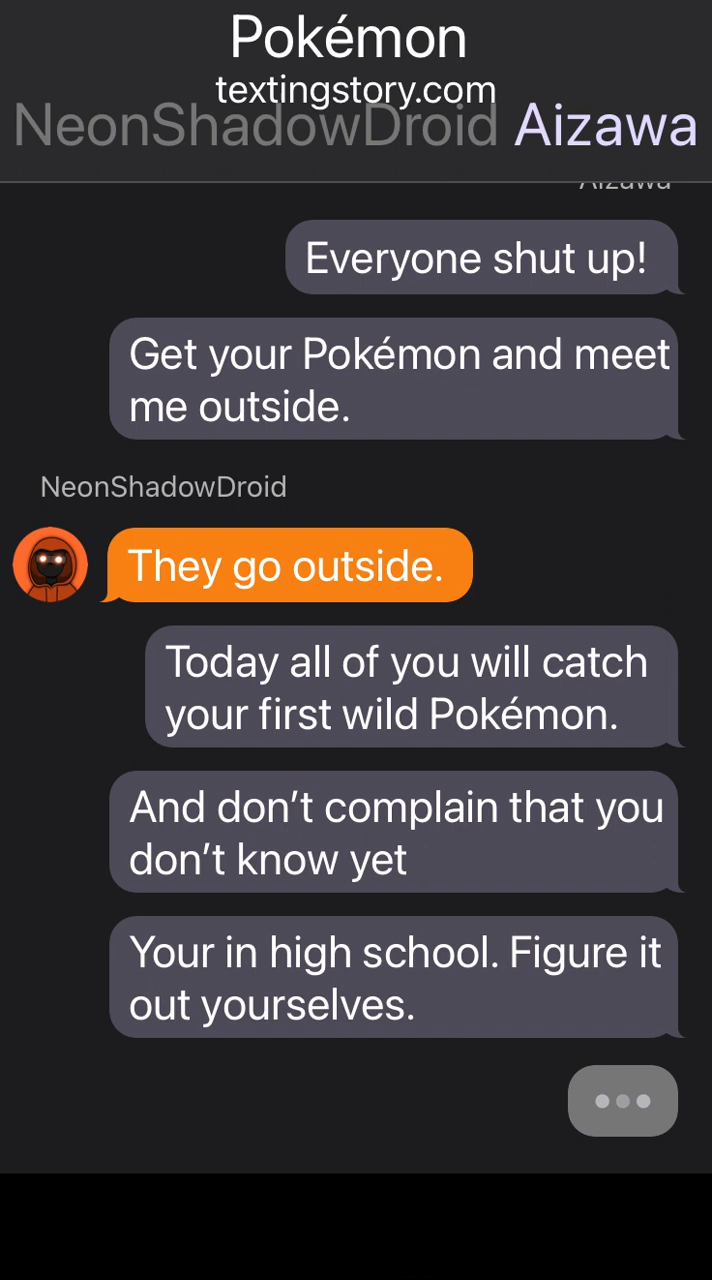 Pokémon
textingstory.com
NeonShadowDroid Aizawa
Aizawa
Everyone shut up!
Get your Pokémon and meet
me outside.
NeonShadowDroid
They go outside.
Today all of you will catch
your first wild Pokémon.
And don’t complain that you
don’t know yet
Your in high school. Figure it
out yourselves.